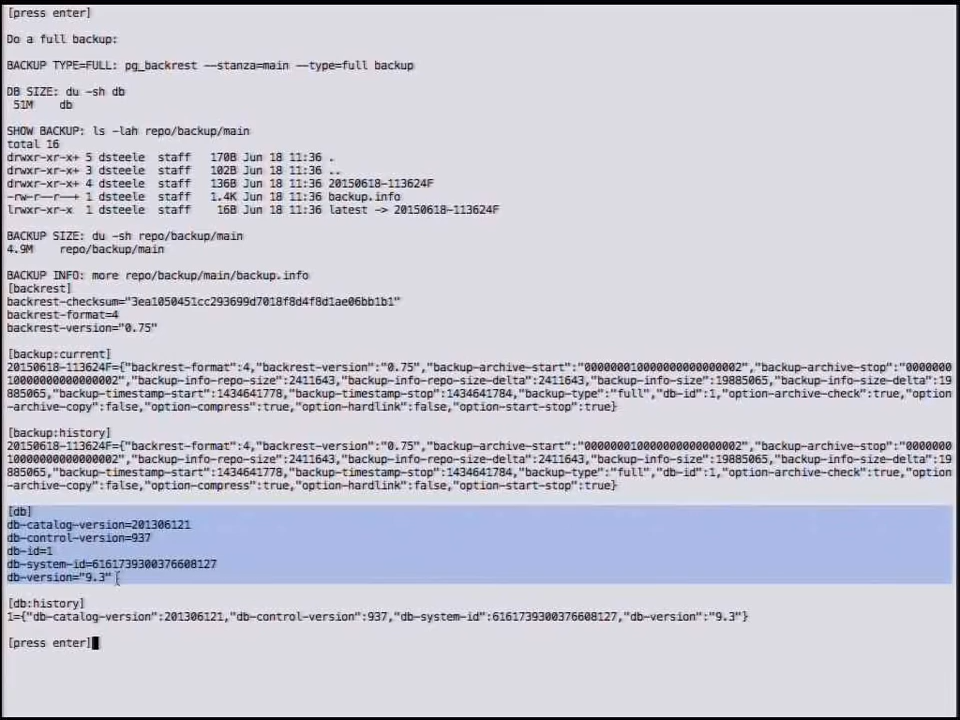 [press enter]
Do a full backup:
BACKUP TYPE=FULL: pg_backrest --stanza=main --type=full backup
DB SIZE: du -sh db
51M    db
SHOW BACKUP: ls -lah repo/backup/main
total 16
drwxr-xr-x+ 5 dsteele  staff   170B Jun 18 11:36 .
drwxr-xr-x+ 3 dsteele  staff   102B Jun 18 11:36 ..
drwxr-xr-x+ 4 dsteele  staff   136B Jun 18 11:36 20150618-113624F
-rw-r--r--+ 1 dsteele  staff   1.4K Jun 18 11:36 backup.info
lrwxr-xr-x  1 dsteele  staff    16B Jun 18 11:36 latest -> 20150618-113624F
BACKUP SIZE: du -sh repo/backup/main
4.9M    repo/backup/main
BACKUP INFO: more repo/backup/main/backup.info
[backrest]
backrest-checksum="3ea1050451cc293699d7018f8d4f8d1ae06bb1b1"
backrest-format=4
backrest-version="0.75"
[backup:current]
20150618-113624F={"backrest-format":4,"backrest-version":"0.75","backup-archive-start":"000000010000000000000002","backup-archive-stop":"0000000
10000000000000002","backup-info-repo-size":2411643,"backup-info-repo-size-delta":2411643,"backup-info-size":19885065,"backup-info-size-delta":19
885065,"backup-timestamp-start":1434641778,"backup-timestamp-stop":1434641784,"backup-type":"full","db-id":1,"option-archive-check":true,"option
-archive-copy":false,"option-compress":true,"option-hardlink":false,"option-start-stop":true}
[backup:history]
20150618-113624F={"backrest-format":4,"backrest-version":"0.75","backup-archive-start":"000000010000000000000002","backup-archive-stop":"0000000
10000000000000002","backup-info-repo-size":2411643,"backup-info-repo-size-delta":2411643,"backup-info-size":19885065,"backup-info-size-delta":19
885065,"backup-timestamp-start":1434641778,"backup-timestamp-stop":1434641784,"backup-type":"full","db-id":1,"option-archive-check":true,"option
-archive-copy":false,"option-compress":true,"option-hardlink":false,"option-start-stop":true}
[db]
db-catalog-version=201306121
db-control-version=937
db-id=1
db-system-id=6161739300376608127
db-version="9.3"
[db:history]
1={"db-catalog-version":201306121,"db-control-version":937,"db-system-id":6161739300376608127,"db-version":"9.3"}
[press enter]